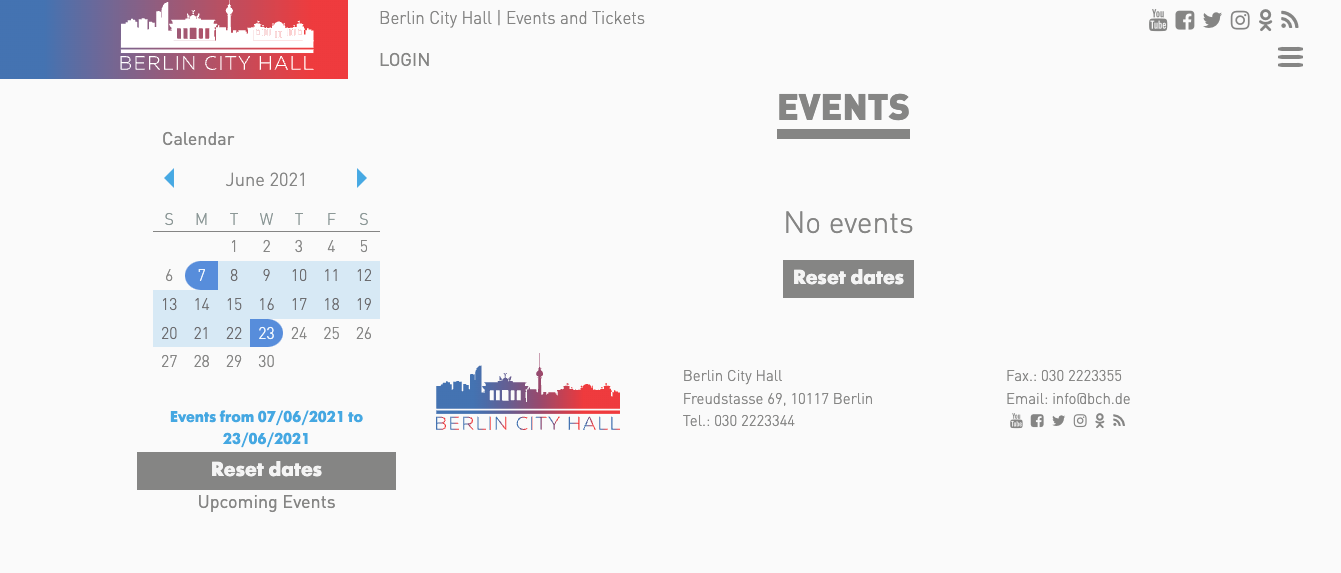 BERLIN CITY HALL
Berlin City Hall | Events and Tickets
You
Tube
LOGIN
EVENTS
Calendar
June 2021
S M T W T F S
1 2 3 4 5
6 7 8 9 10 11 12
13 14 15 16 17 18 19
20 21 22 23 24 25 26
27 28 29 30
Events from 07/06/2021 to
23/06/2021
Reset dates
Upcoming Events
No events
Reset dates
BERLIN CITY HALL
Berlin City Hall
Freudstasse 69, 10117 Berlin
Tel.: 030 2223344
Fax.: 030 2223355
Email: info@bch.de
You
Tube